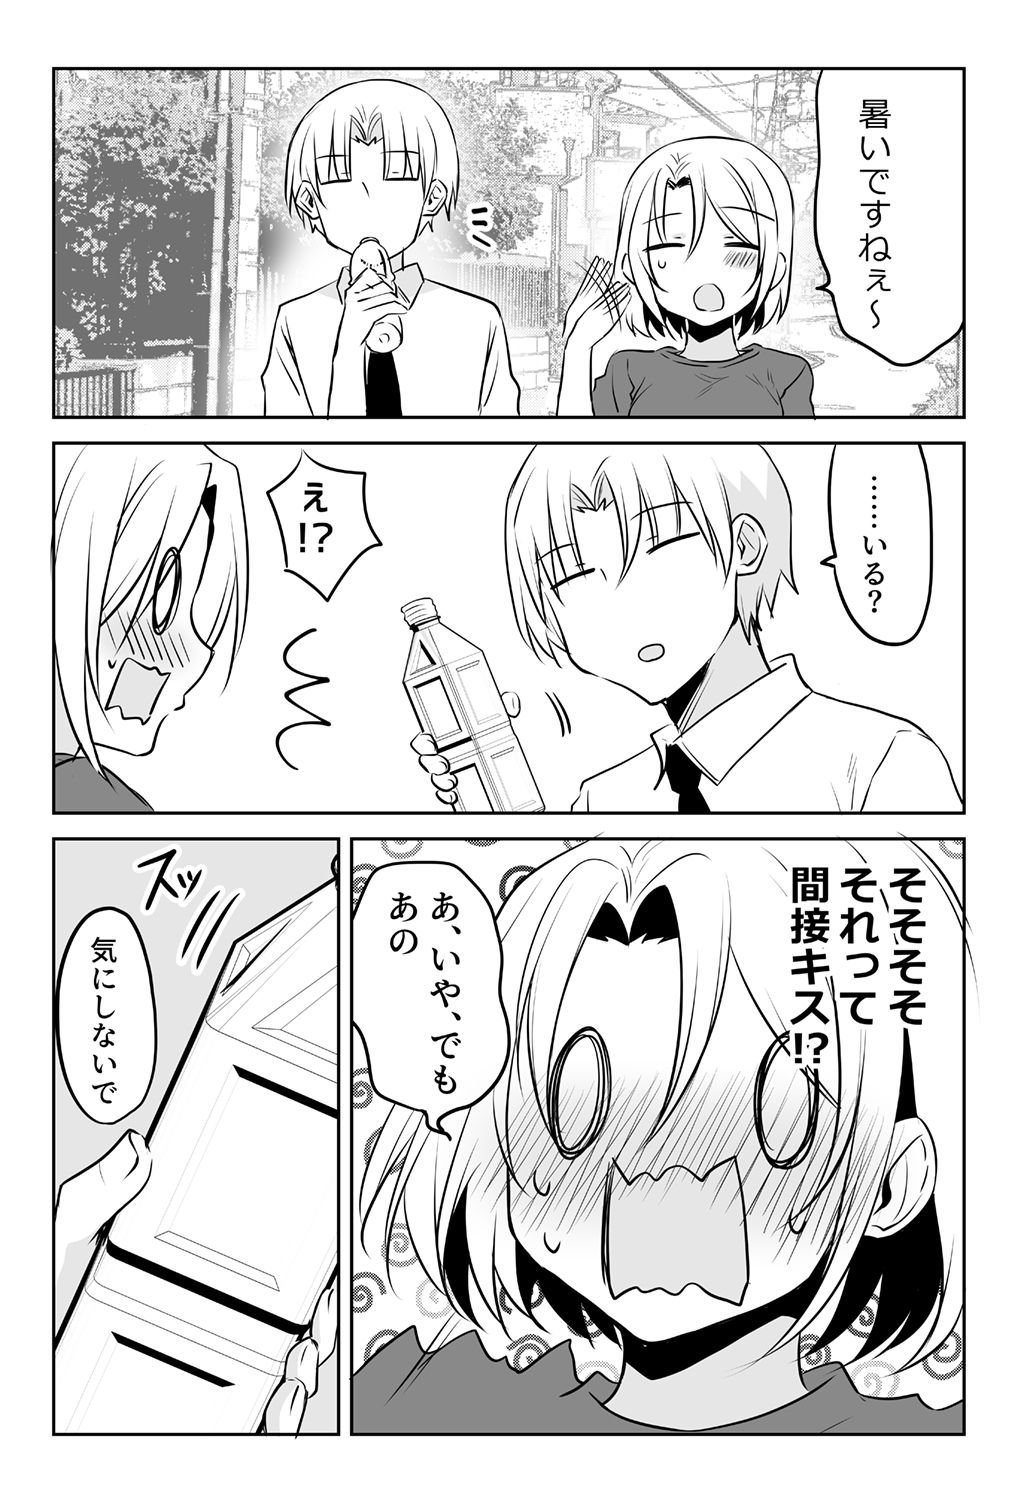 暑いですねぇ～
……いる?
え!?
そそそそ
それって
間接キス!?
あ、いや、でも
あの
ズッ
気にしないで